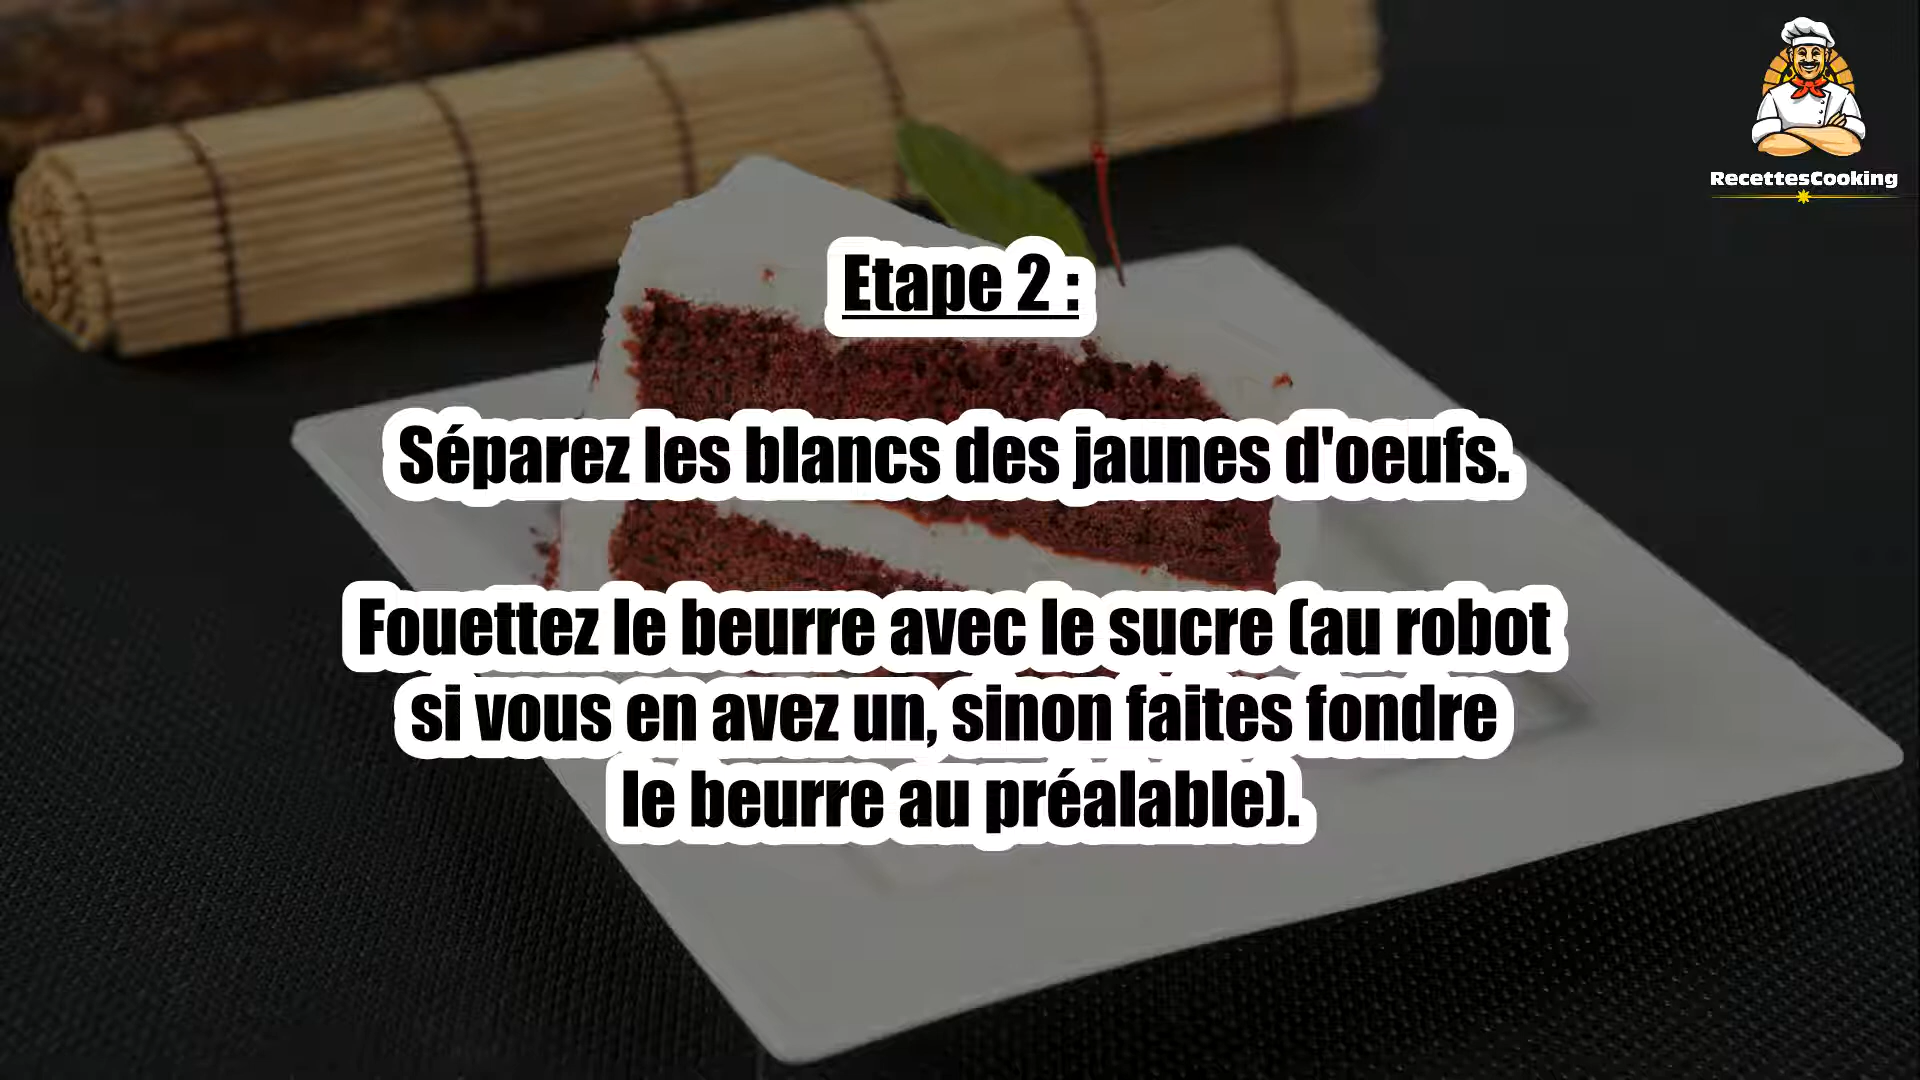 RecettesCooking
Etape 2 :
Séparez les blancs des jaunes d'oeufs.
Fouettez le beurre avec le sucre (au robot
si vous en avez un, sinon faites fondre
le beurre au préalable).